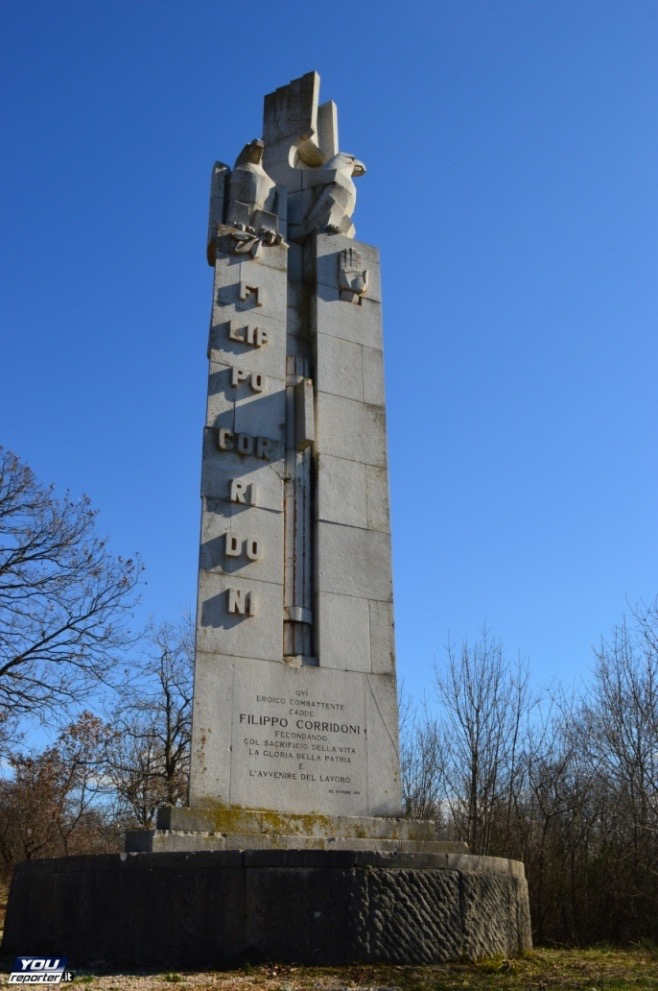 FI
LIP
PO
COR
RI
DO
NI
QVI
EROICO COMBATTENTE
CADDE
FILIPPO CORRIDONI
FECONDANDO
COL SACRIFICIO DELLA VITA
LA GLORIA DELLA PATRIA
E
L'AVVENIRE DEL LAVORO
YOU
reporter.it